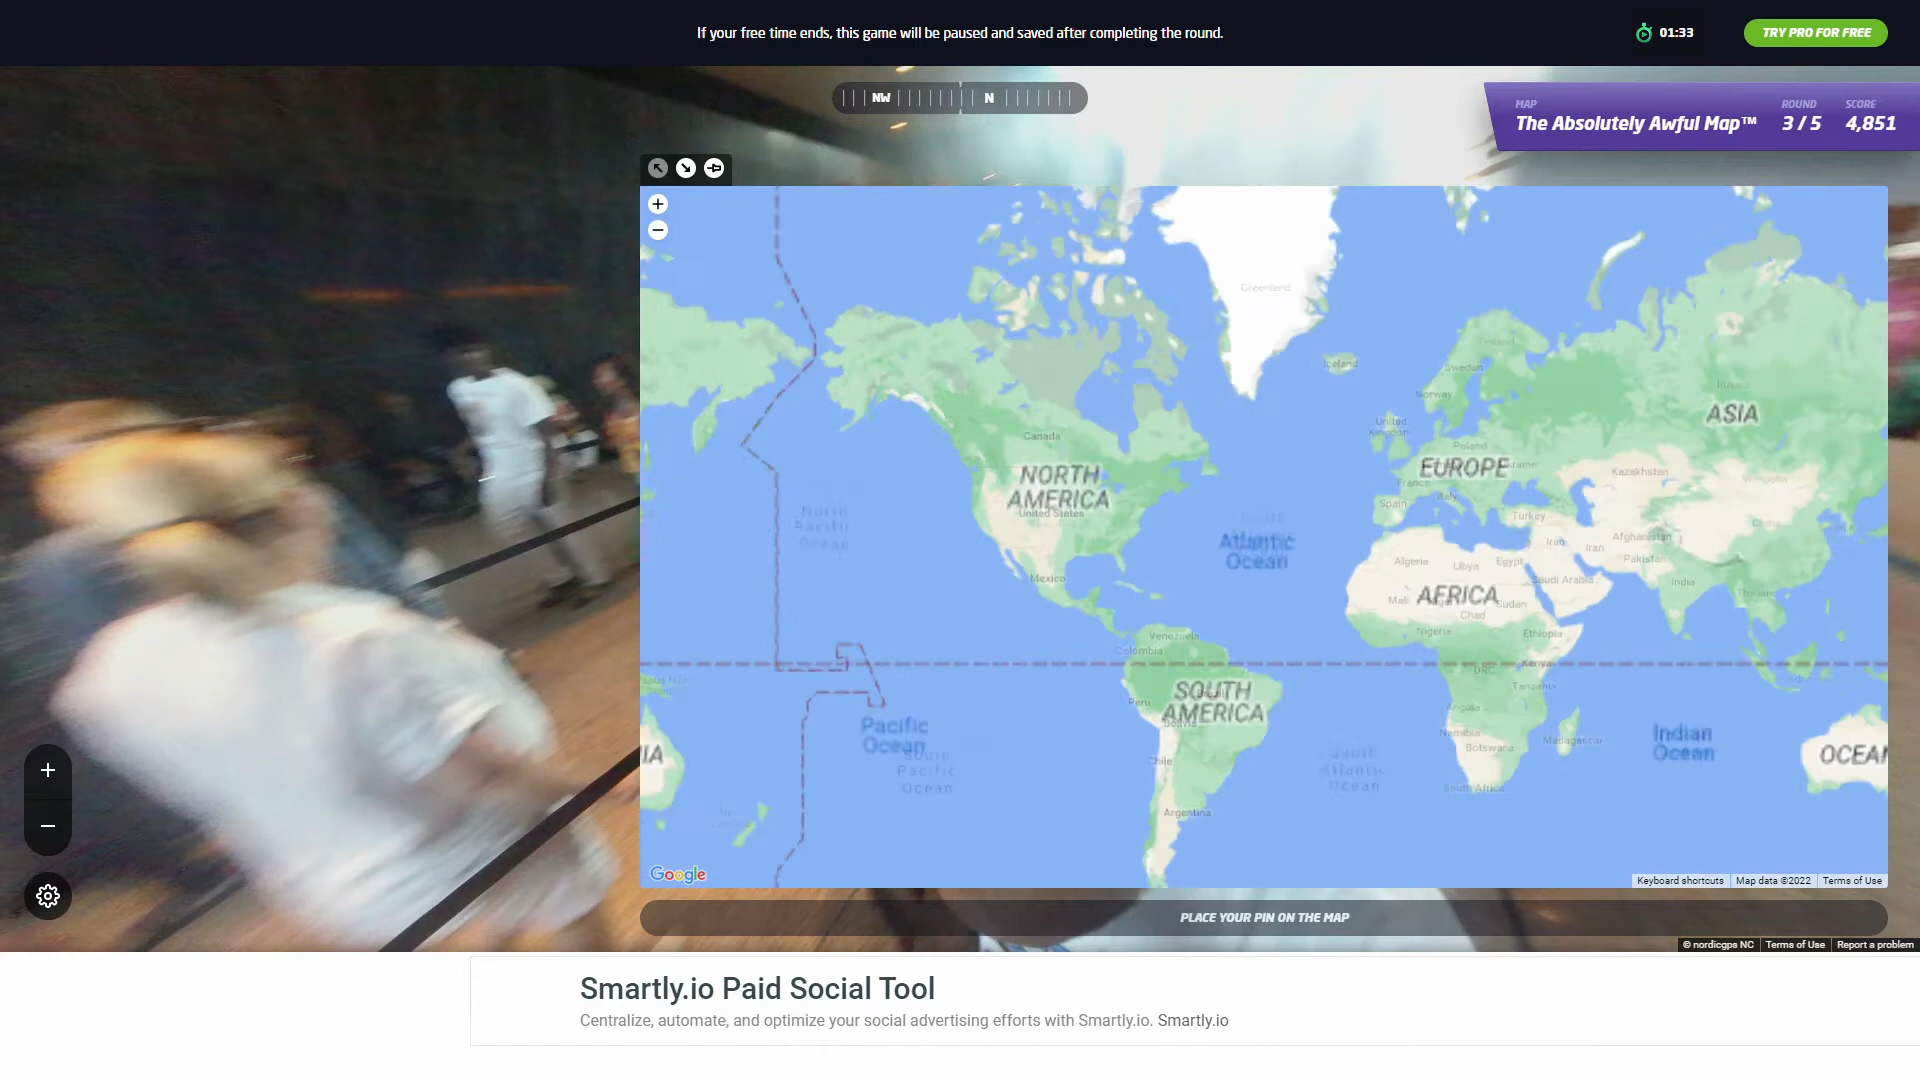 If your free time ends, this game will be paused and saved after completing the round.
01:33
TRY PRO FOR FREE
NW
N
MAP
The Absolutely Awful Map™
ROUND
3 / 5
SCORE
4,851
Greenland
Iceland
Finland
Sweden
Norway
Russia
ASIA
United Kingdom
Poland
EUROPE
Ukraine
France
Kazakhstan
Mongolia
Canada
NORTH AMERICA
United States
Spain
Italy
Turkey
China
North Pacific Ocean
Atlantic Ocean
Iraq
Iran
Afghanistan
Pakistan
Algeria
Libya
Egypt
Saudi Arabia
India
Thailand
Mexico
Mali
AFRICA
Sudan
Chad
Nigeria
Ethiopia
Venezuela
Colombia
DRC
Kenya
Tanzania
SOUTH AMERICA
Peru
Bolivia
Angola
Namibia
Botswana
Madagascar
Pacific Ocean
South Pacific Ocean
Chile
South Atlantic Ocean
Indian Ocean
IA
OCEAN
South Africa
Argentina
Google
Keyboard shortcuts
Map data ©2022
Terms of Use
PLACE YOUR PIN ON THE MAP
© nordicgps NC
Terms of Use
Report a problem
Smartly.io Paid Social Tool
Centralize, automate, and optimize your social advertising efforts with Smartly.io. Smartly.io